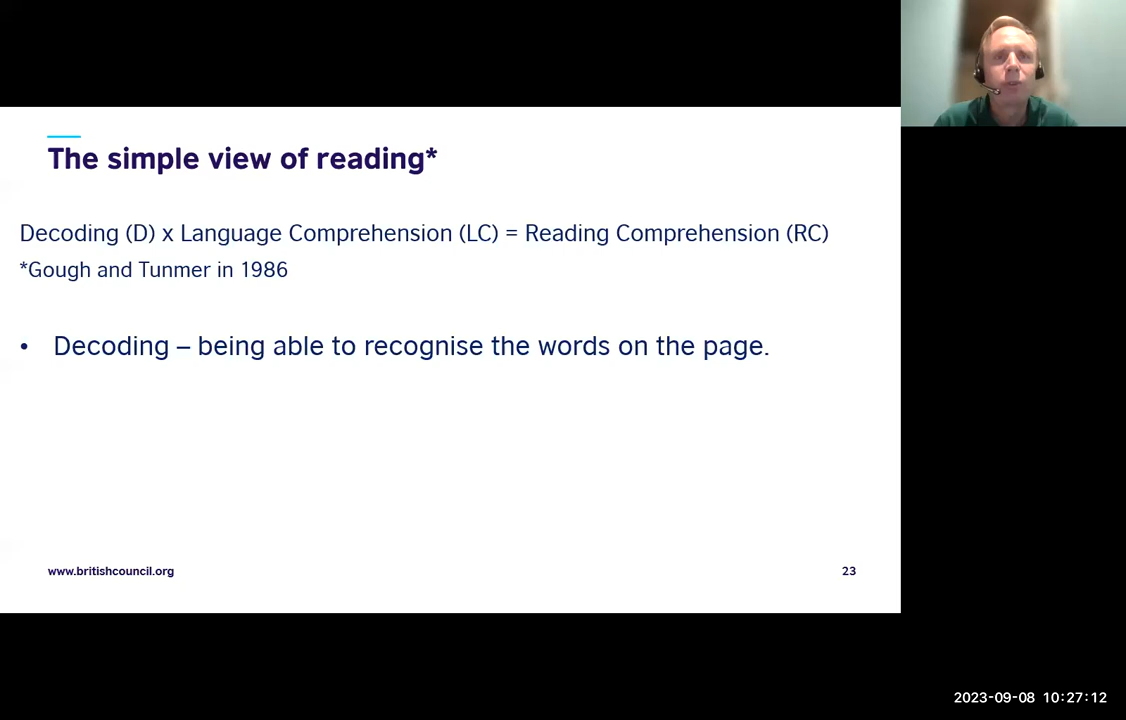 The simple view of reading*
Decoding (D) x Language Comprehension (LC) = Reading Comprehension (RC)
*Gough and Tunmer in 1986
• Decoding – being able to recognise the words on the page.
www.britishcouncil.org
23
2023-09-08 10:27:12